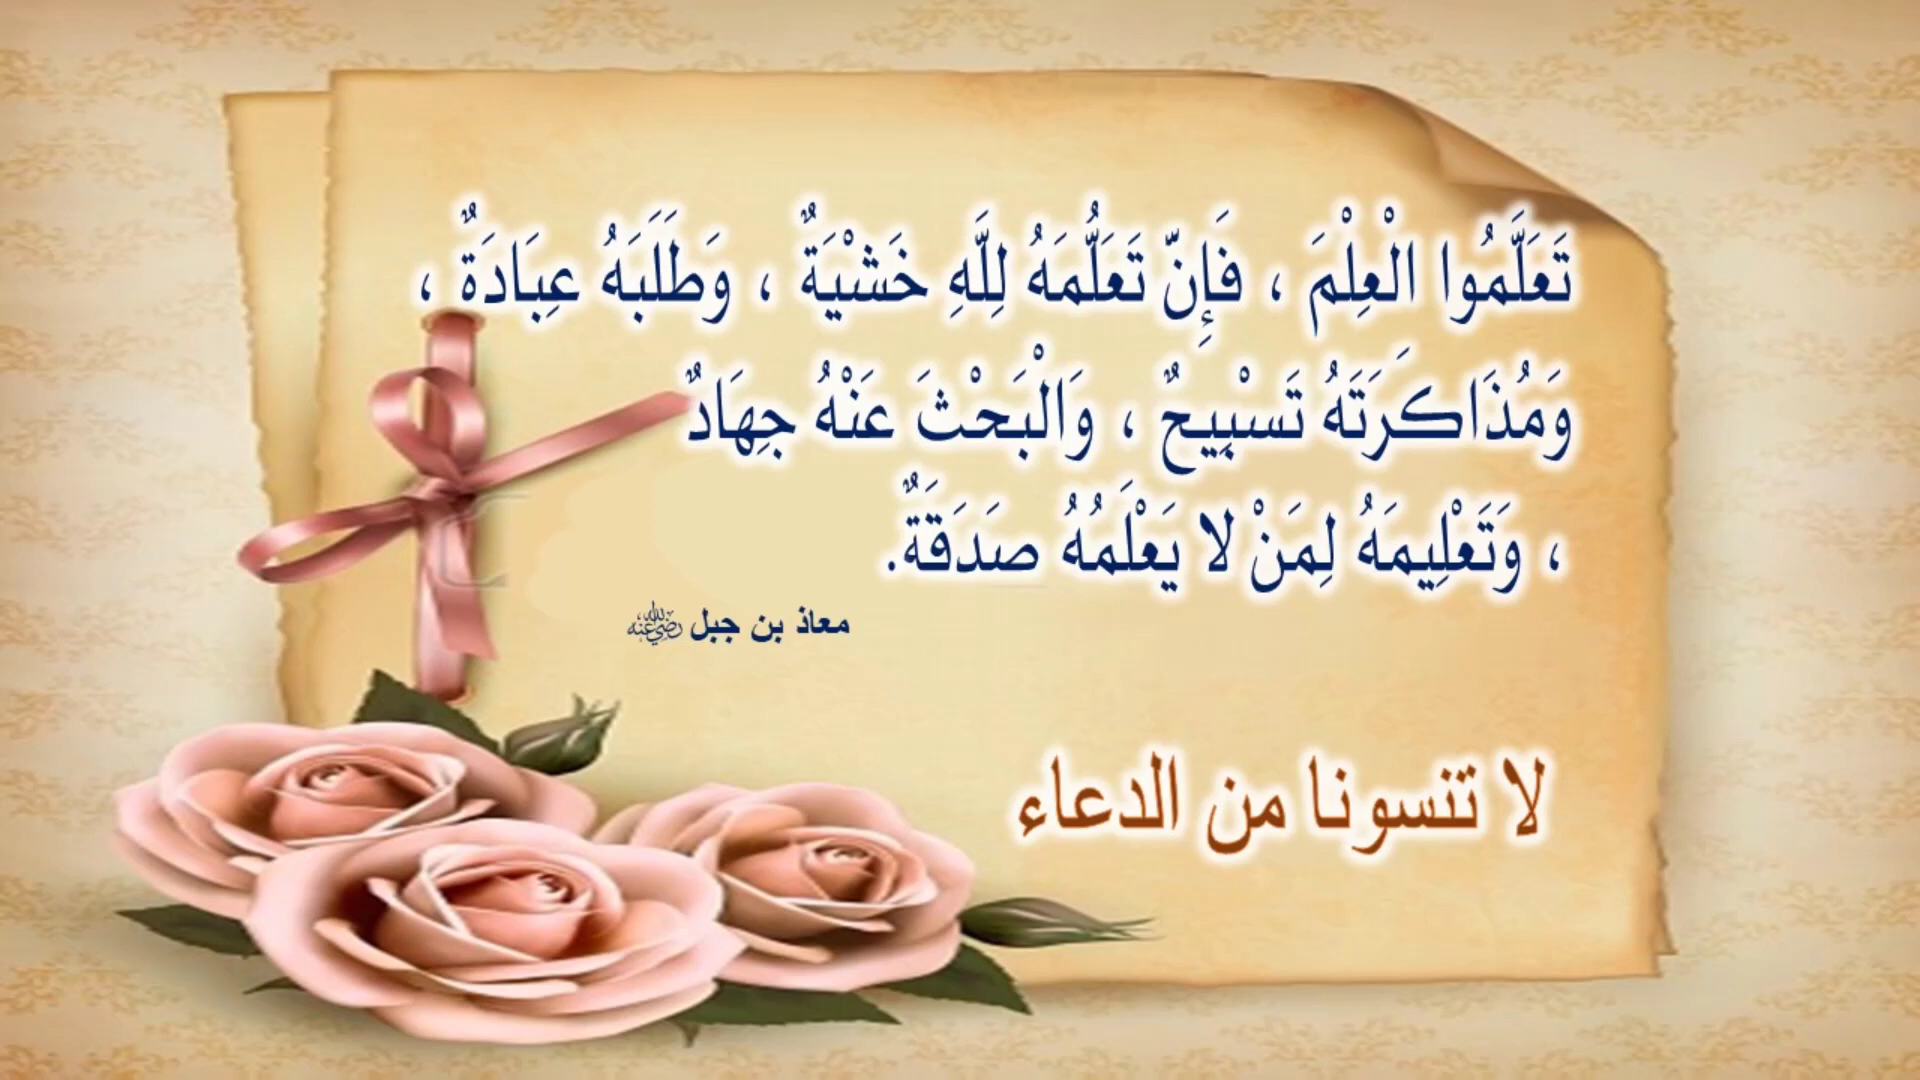 تَعَلَّمُوا الْعِلْمَ ، فَإِنّ تَعَلُّمَهُ لِلَّهِ خَشْيَةٌ ، وَطَلَبَهُ عِبَادَةٌ ،
وَمُذَاكَرَتَهُ تَسْبِيحٌ ، وَالْبَحْثَ عَنْهُ جِهَادٌ
، وَتَعْلِيمَهُ لِمَنْ لا يَعْلَمُهُ صَدَقَةٌ.
معاذ بن جبل رضي الله عنه
لا تنسونا من الدعاء